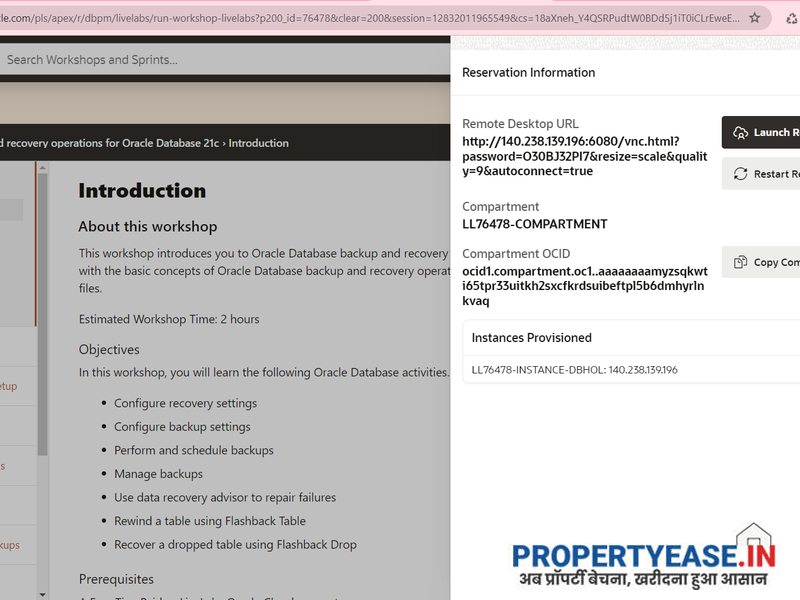 cle.com/pls/apex/r/dbpm/livelabs/run-workshop-livelabs?p200_id=76478&clear=200&session=12832011965549&cs=18aXneh_Y4QSRPudtW0BDd5j1iT0iCLrEweE...
Search Workshops and Sprints...
d recovery operations for Oracle Database 21c › Introduction
Introduction
About this workshop
This workshop introduces you to Oracle Database backup and recovery
with the basic concepts of Oracle Database backup and recovery operat
files.
Estimated Workshop Time: 2 hours
Objectives
In this workshop, you will learn the following Oracle Database activities.
• Configure recovery settings
• Configure backup settings
• Perform and schedule backups
• Manage backups
• Use data recovery advisor to repair failures
• Rewind a table using Flashback Table
• Recover a dropped table using Flashback Drop
Prerequisites
etup
s
kups
Reservation Information
Remote Desktop URL
http://140.238.139.196:6080/vnc.html?
password=O30BJ32PI7&resize=scale&qualit
y=9&autoconnect=true
Launch R
Restart Re
Compartment
LL76478-COMPARTMENT
Compartment OCID
ocid1.compartment.oc1..aaaaaaaamyzsqkwt
i65tpr33uitkh2sxcfkrdsuibeftpl5b6dmhyrln
kvaq
Copy Com
Instances Provisioned
LL76478-INSTANCE-DBHOL: 140.238.139.196
PROPERTYEASE.IN
अब प्रॉपर्टी बेचना, खरीदना हुआ आसान